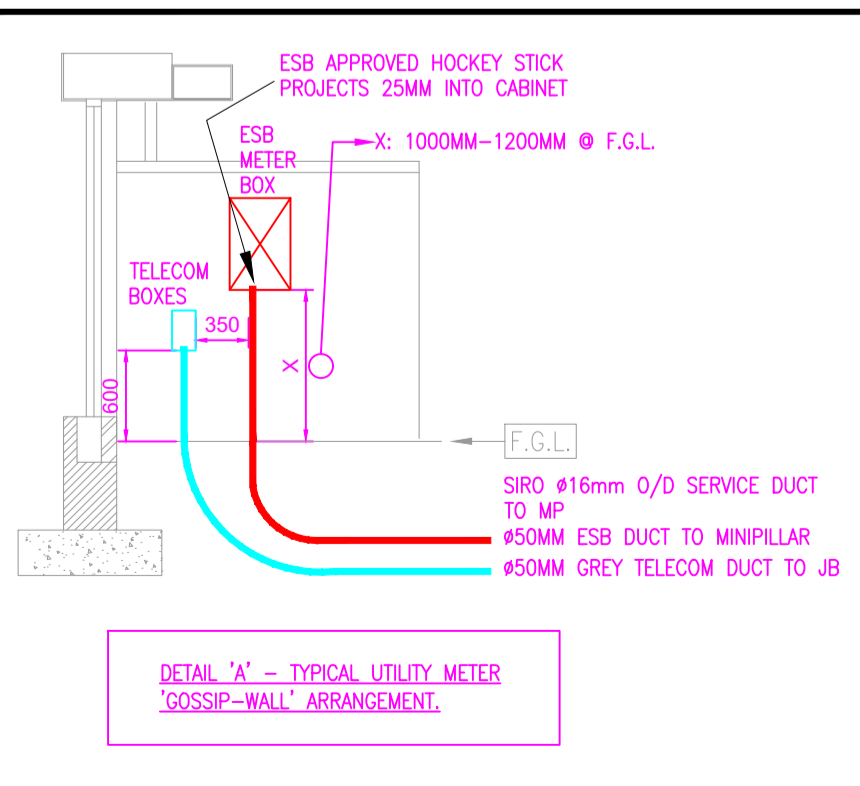 ESB APPROVED HOCKEY STICK
PROJECTS 25MM INTO CABINET
ESB
METER
BOX
X: 1000MM-1200MM @ F.G.L.
TELECOM
BOXES
350
X
600
F.G.L.
SIRO ø16mm O/D SERVICE DUCT
TO MP
ø50MM ESB DUCT TO MINIPILLAR
ø50MM GREY TELECOM DUCT TO JB
DETAIL 'A' - TYPICAL UTILITY METER
'GOSSIP-WALL' ARRANGEMENT.